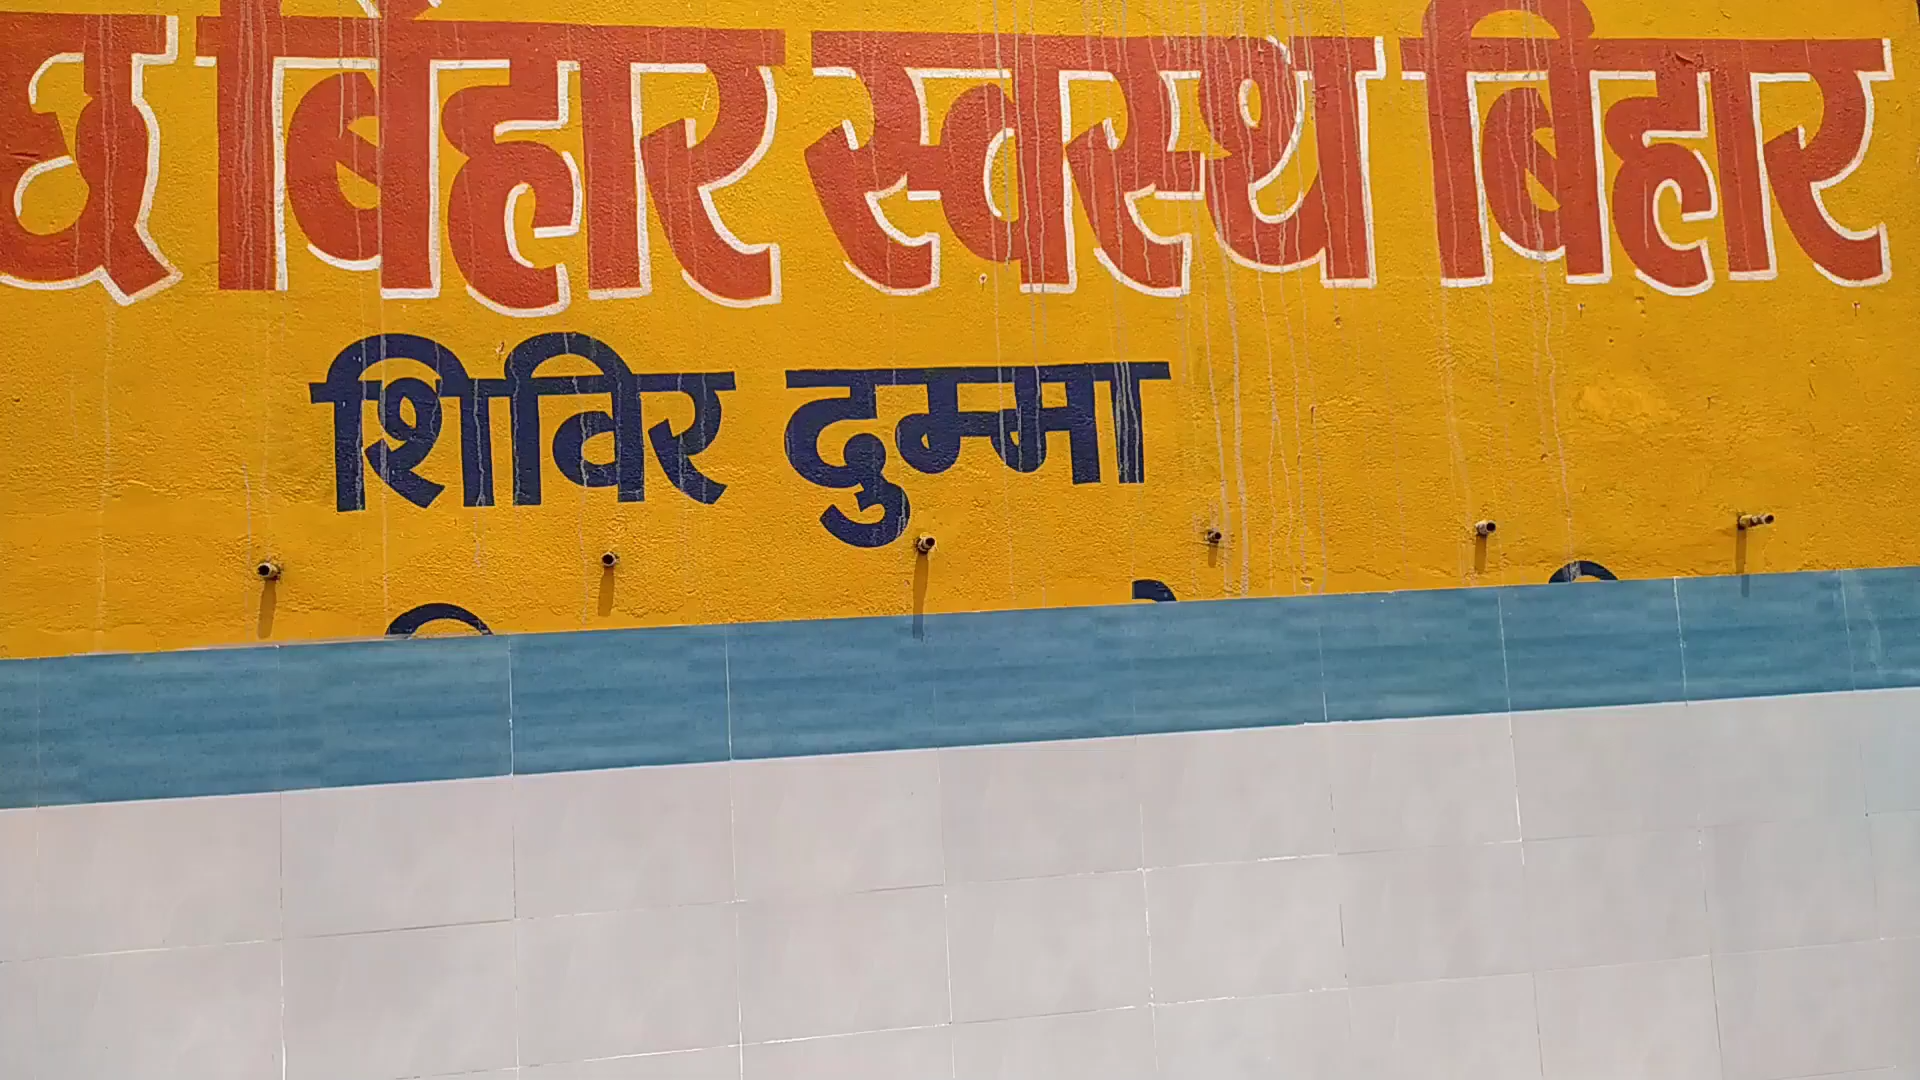 छ बिहार स्वस्थ बिहार
शिविर दुम्मा